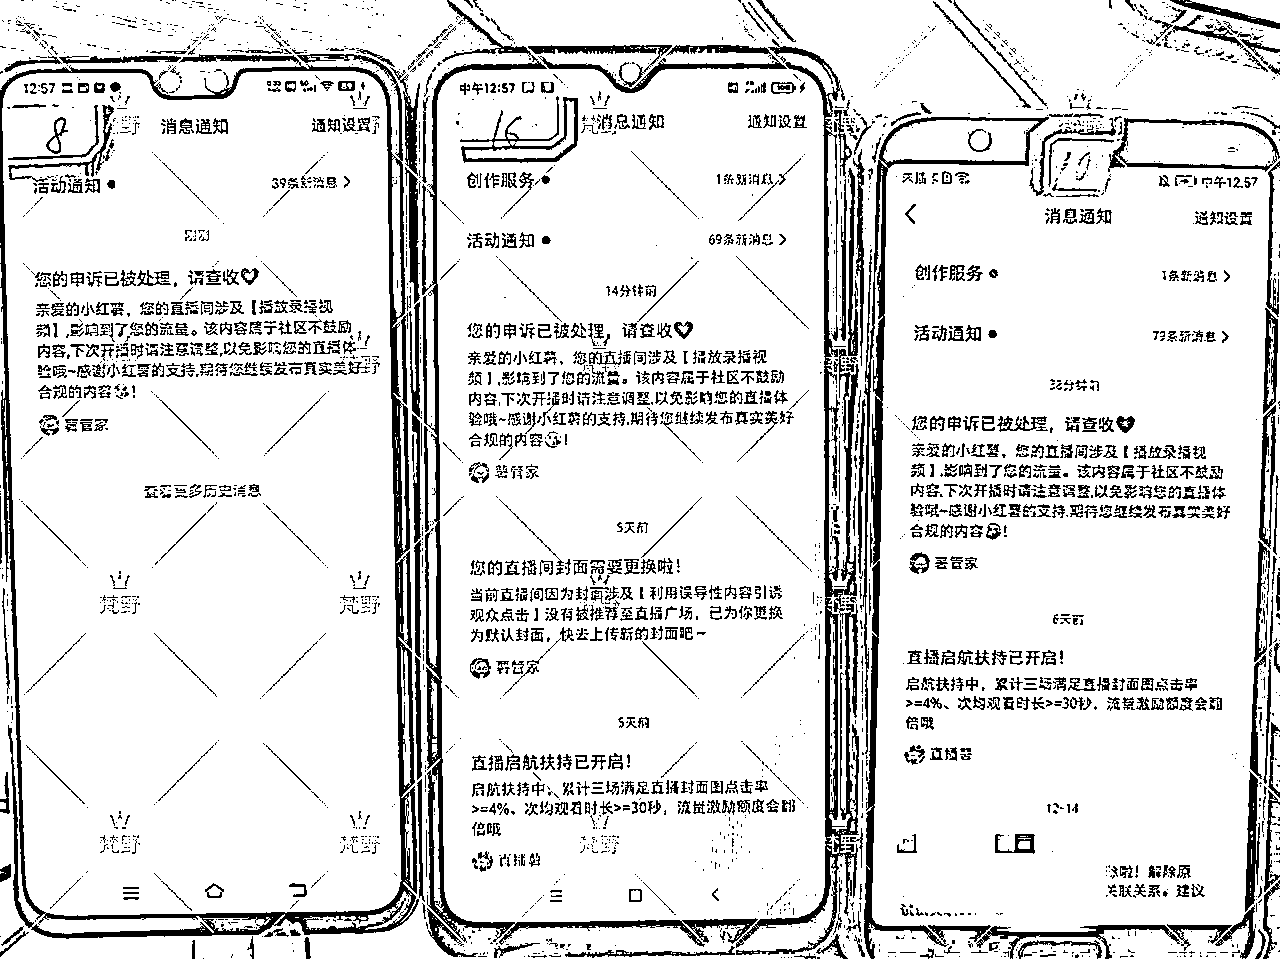 12:57
8
消息通知
通知设置
活动通知
39条新消息
刚刚
您的申诉已被处理，请查收
亲爱的小红薯，您的直播间涉及【播放录播视
频】,影响到了您的流量。该内容属于社区不鼓励
内容,下次开播时请注意调整,以免影响您的直播体
验哦~感谢小红薯的支持,期待您继续发布真实美好
合规的内容！
薯管家
查看更多历史消息
中午12:57
16
消息通知
通知设置
创作服务
1条新消息
活动通知
69条新消息
14分钟前
您的申诉已被处理，请查收
亲爱的小红薯，您的直播间涉及【播放录播视
频】,影响到了您的流量。该内容属于社区不鼓励
内容,下次开播时请注意调整,以免影响您的直播体
验哦~感谢小红薯的支持,期待您继续发布真实美好
合规的内容！
薯管家
5天前
您的直播间封面需要更换啦！
当前直播间因为封面涉及【利用误导性内容引诱
观众点击】没有被推荐至直播广场，已为你更换
为默认封面，快去上传新的封面吧~
薯管家
5天前
直播启航扶持已开启！
启航扶持中，累计三场满足直播封面图点击率
>=4%、次均观看时长>=30秒，流量激励额度会翻
倍哦
直播薯
中午12:57
消息通知
通知设置
创作服务
1条新消息
活动通知
79条新消息
38分钟前
您的申诉已被处理，请查收
亲爱的小红薯，您的直播间涉及【播放录播视
频】,影响到了您的流量。该内容属于社区不鼓励
内容,下次开播时请注意调整,以免影响您的直播体
验哦~感谢小红薯的支持,期待您继续发布真实美好
合规的内容！
薯管家
6天前
直播启航扶持已开启！
启航扶持中，累计三场满足直播封面图点击率
>=4%、次均观看时长>=30秒，流量激励额度会翻
倍哦
直播薯
12-14
除啦！解除原
关联关系。建议
梵野